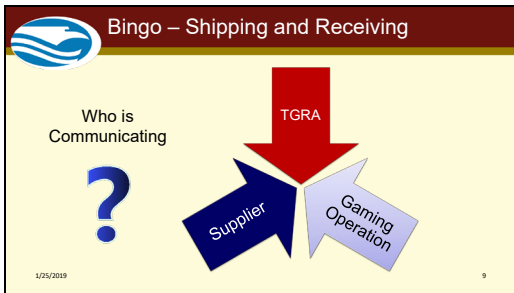 Bingo – Shipping and Receiving
Who is
Communicating
?
TGRA
Supplier
Gaming
Operation
1/25/2019
9